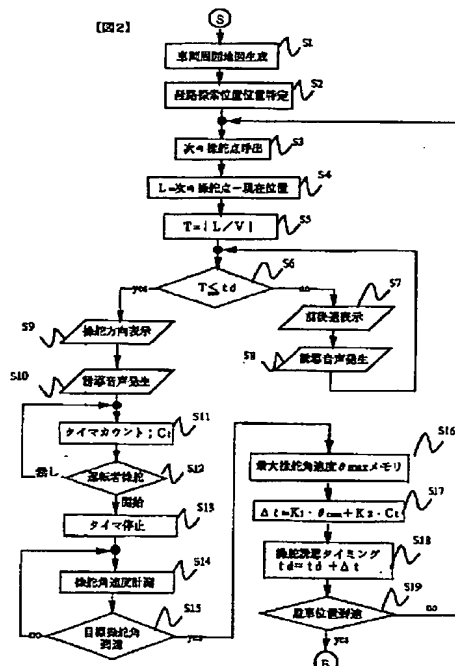 【図2】
S
S1
車両周囲地図生成
S2
経路探索位置位置特定
S3
次の操舵点呼出
S4
L=次の操舵点-現在位置
S5
T=|L/V|
S6
T≦td
yes
no
S7
前後退表示
S8
誘導音声発生
S9
操舵方向表示
S10
誘導音声発生
S11
タイマカウント;Ct
S12
運転者操舵
無し
開始
S13
タイマ停止
S14
操舵角速度計測
S15
目標操舵角
到達
no
yes
S16
最大操舵角速度θmaxメモリ
S17
Δt=K1・θmax+K2・Ct
S18
操舵誘導タイミング
td=td+Δt
S19
駐車位置到達
no
yes